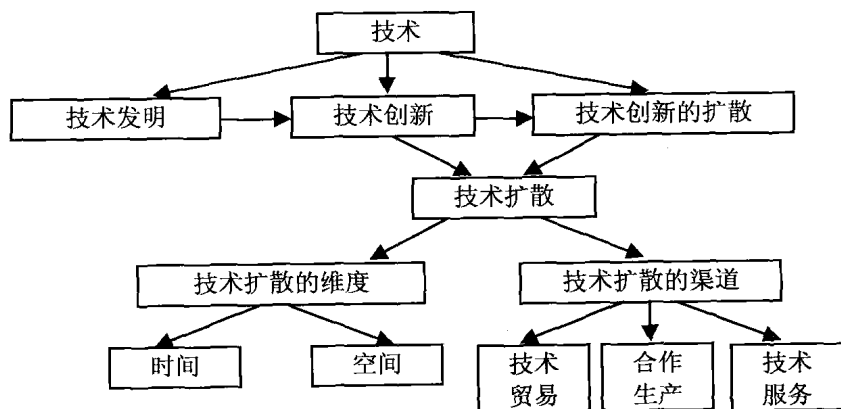 技术
技术发明
技术创新
技术创新的扩散
技术扩散
技术扩散的维度
技术扩散的渠道
时间
空间
技术
贸易
合作
生产
技术
服务